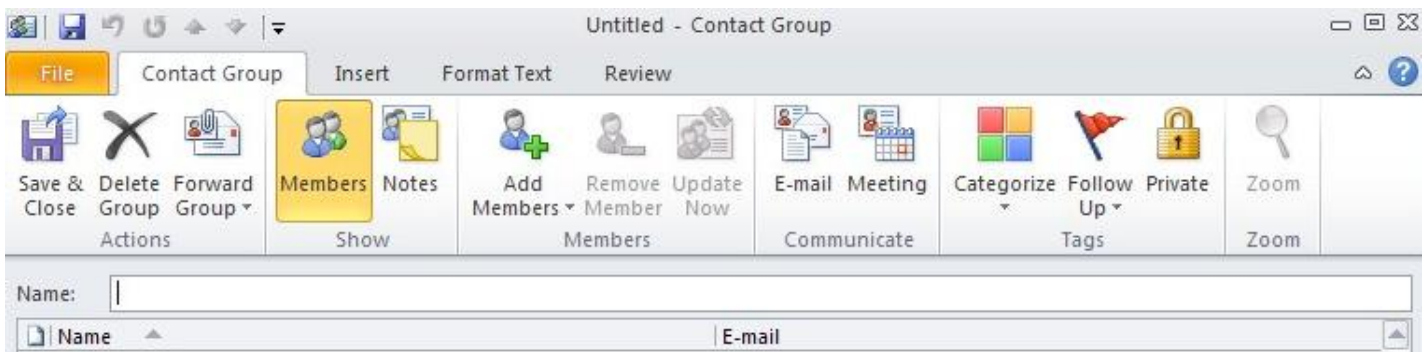 Untitled - Contact Group
File Contact Group Insert Format Text Review
Save & Close Delete Group Forward Group Members Notes Add Members Remove Member Update Now E-mail Meeting Categorize Follow Up Private Zoom
Actions Show Members Communicate Tags Zoom
Name:
Name E-mail